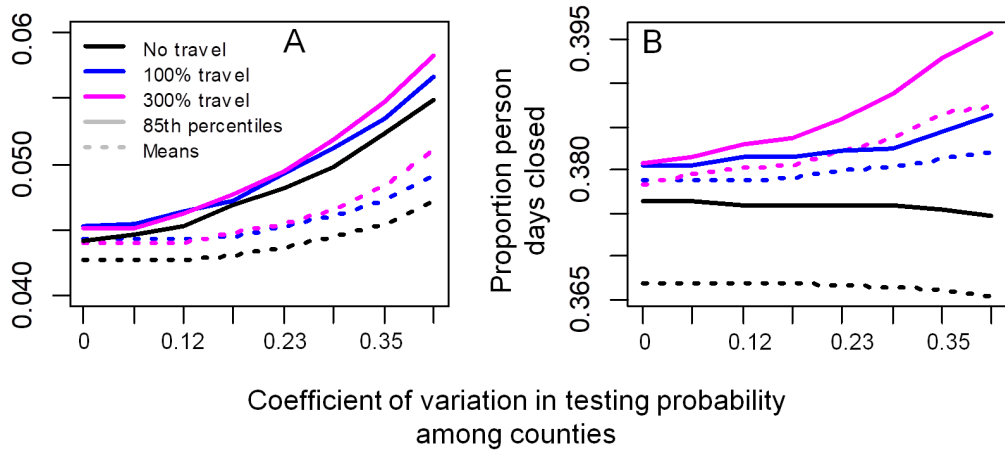 A
0.06
0.050
0.040
No travel
100% travel
300% travel
85th percentiles
Means
0
0.12
0.23
0.35
B
Proportion person
days closed
0.395
0.380
0.365
0
0.12
0.23
0.35
Coefficient of variation in testing probability
among counties